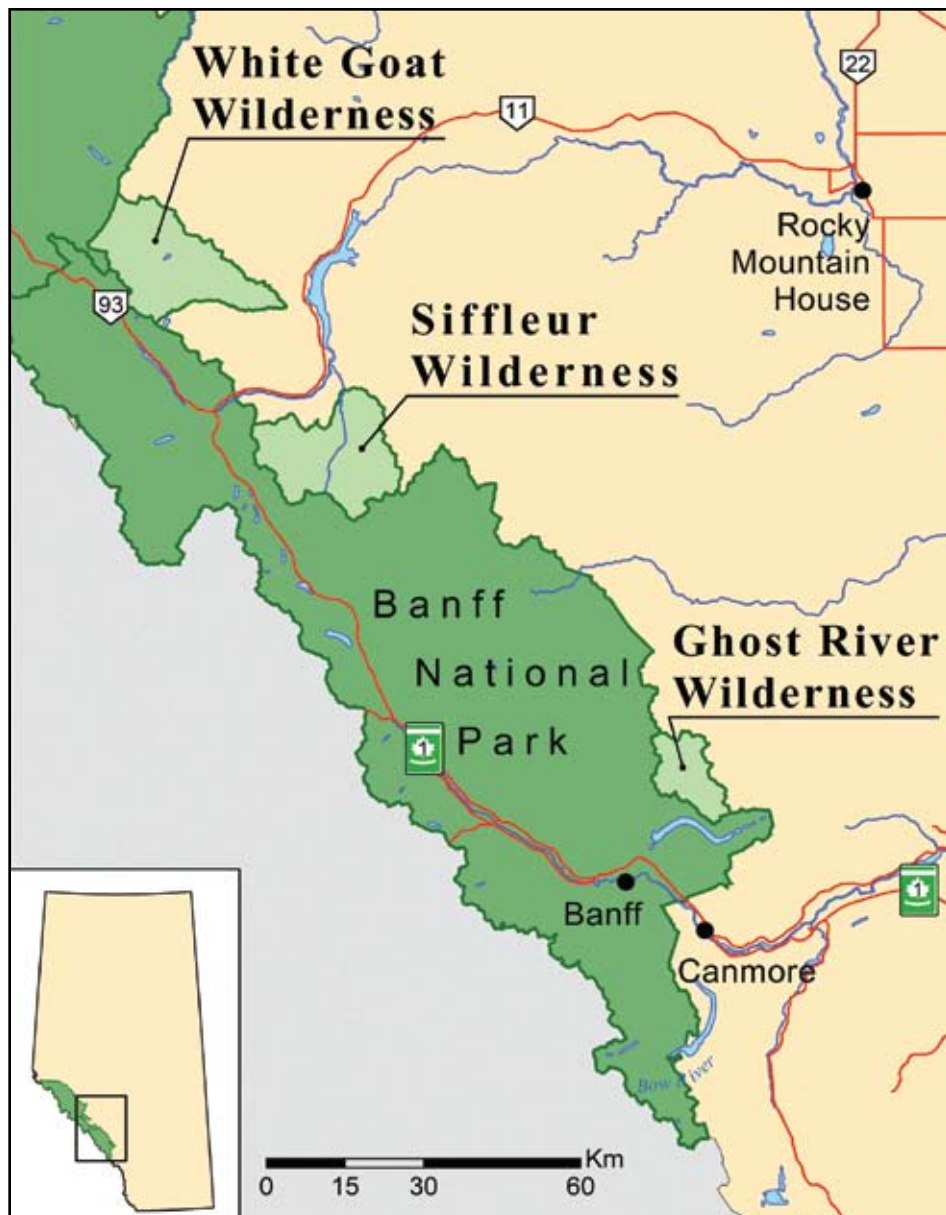 White Goat
Wilderness
22
11
Rocky
Mountain
House
93
Siffleur
Wilderness
Banff
National
Park
Ghost River
Wilderness
1
1
Banff
Canmore
Bow River
Km
0 15 30 60